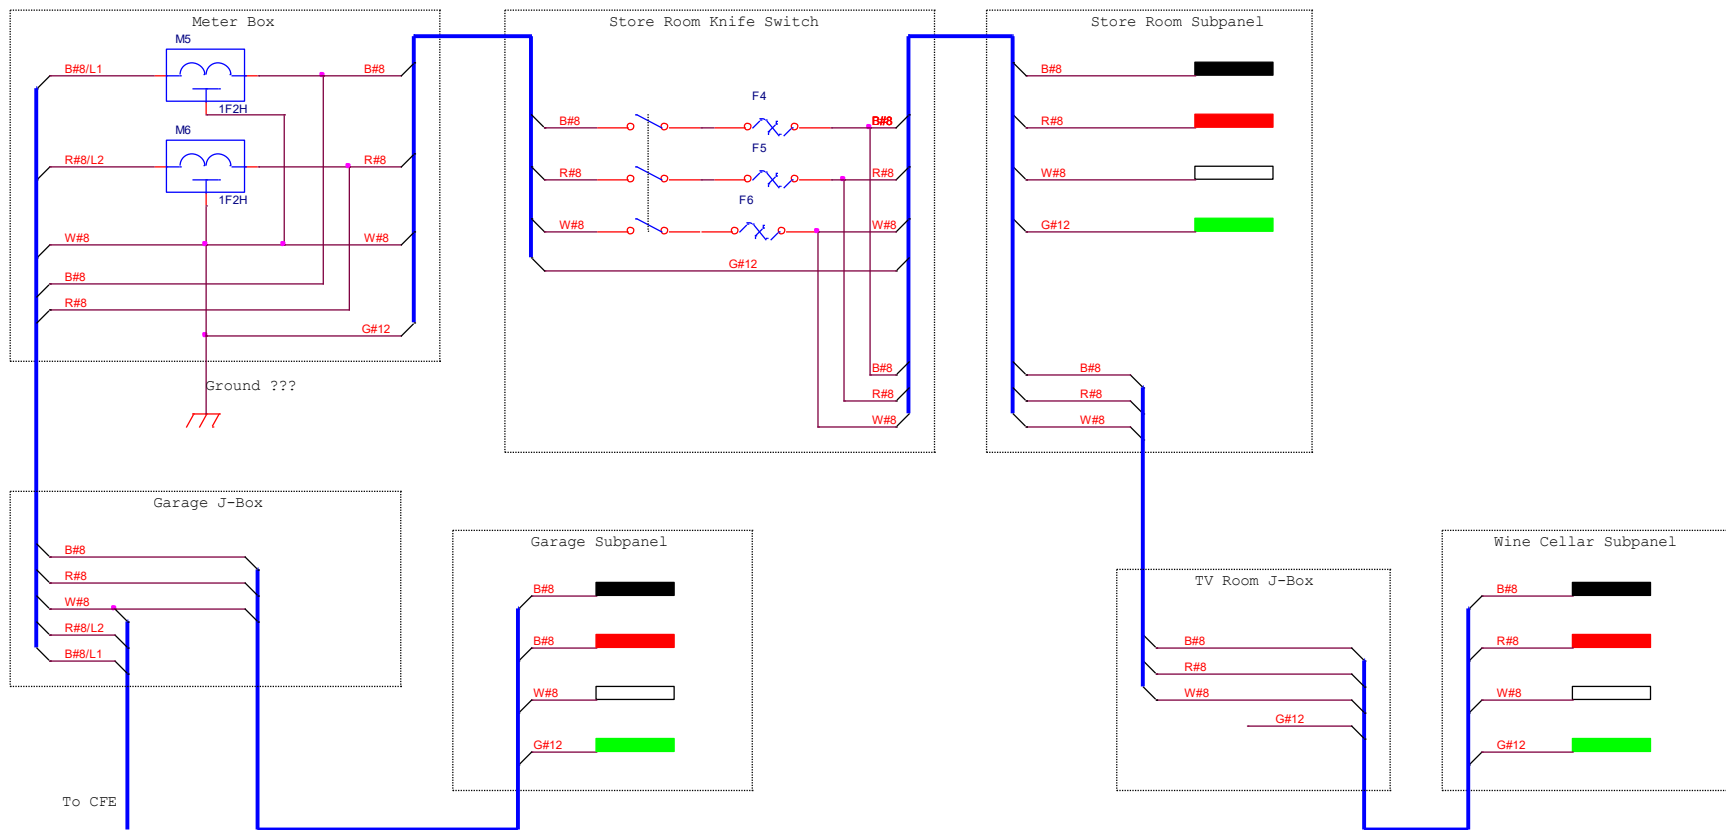 Meter Box
M5
B#8/L1
B#8
1F2H
M6
R#8/L2
R#8
1F2H
W#8
W#8
B#8
R#8
G#12
Ground ???
Store Room Knife Switch
F4
B#8
B#8
F5
R#8
R#8
F6
W#8
W#8
G#12
B#8
R#8
W#8
Store Room Subpanel
B#8
R#8
W#8
G#12
B#8
R#8
W#8
Garage J-Box
B#8
R#8
W#8
R#8/L2
B#8/L1
To CFE
Garage Subpanel
B#8
B#8
W#8
G#12
TV Room J-Box
B#8
R#8
W#8
G#12
Wine Cellar Subpanel
B#8
R#8
W#8
G#12